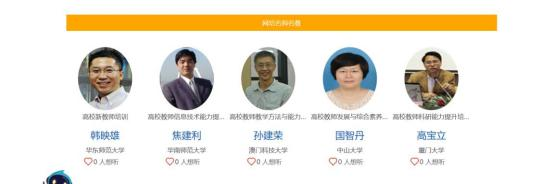 网培名师名教
高校新教师培训
高校教师信息技术能力提...
高校教师教学方法与能力...
高校教师发展与综合素养...
高校教师科研能力提升培...
韩映雄
焦建利
孙建荣
国智丹
高宝立
华东师范大学
华南师范大学
澳门科技大学
中山大学
厦门大学
0 人想听
0 人想听
0 人想听
0 人想听
0 人想听